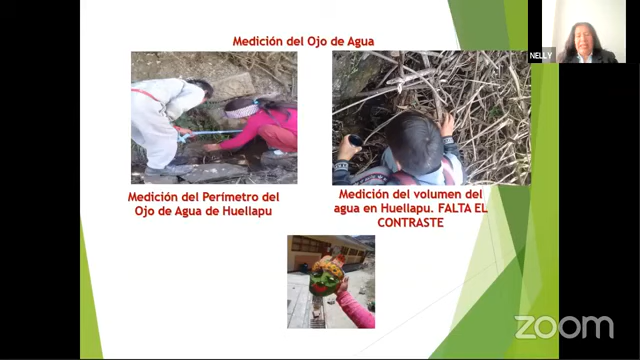 Medición del Ojo de Agua
NELLY
Medición del Perímetro del
Ojo de Agua de Huellapu
Medición del volumen del
agua en Huellapu. FALTA EL
CONTRASTE
zoom